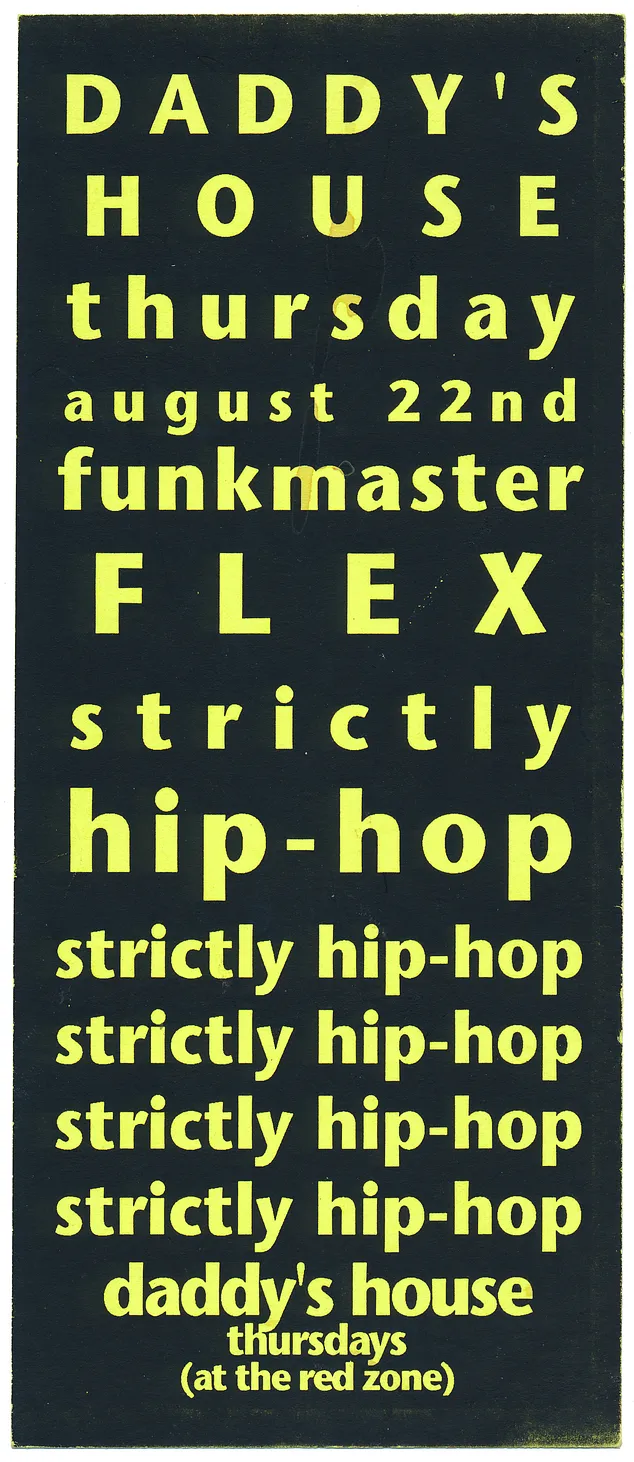 DADDY'S
HOUSE
thursday
august 22nd
funkmaster
FLEX
strictly
hip-hop
strictly hip-hop
strictly hip-hop
strictly hip-hop
strictly hip-hop
daddy's house
thursdays
(at the red zone)